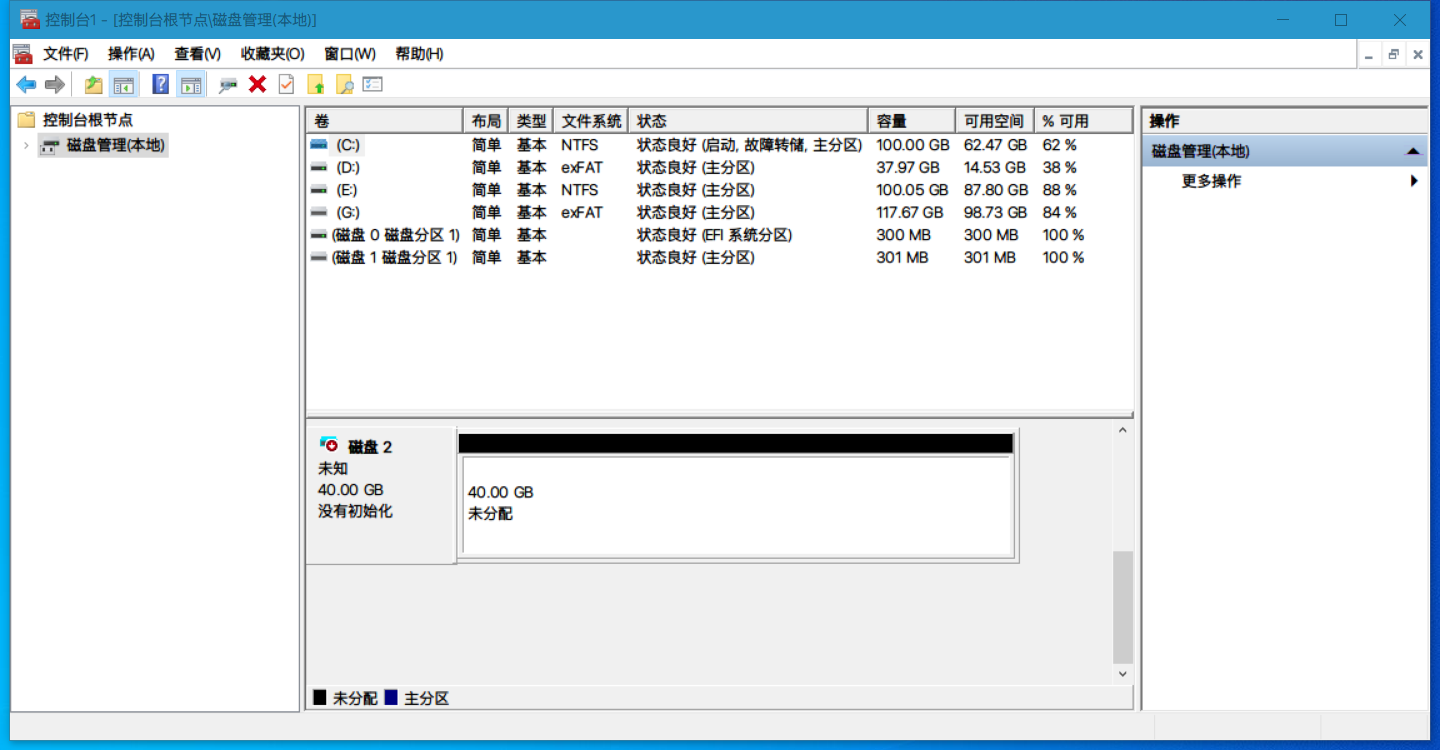 控制台1 - [控制台根节点\磁盘管理(本地)]
文件(F) 操作(A) 查看(V) 收藏夹(O) 窗口(W) 帮助(H)
控制台根节点
磁盘管理(本地)
卷 布局 类型 文件系统 状态 容量 可用空间 % 可用
(C:) 简单 基本 NTFS 状态良好 (启动, 故障转储, 主分区) 100.00 GB 62.47 GB 62 %
(D:) 简单 基本 exFAT 状态良好 (主分区) 37.97 GB 14.53 GB 38 %
(E:) 简单 基本 NTFS 状态良好 (主分区) 100.05 GB 87.80 GB 88 %
(G:) 简单 基本 exFAT 状态良好 (主分区) 117.67 GB 98.73 GB 84 %
(磁盘 0 磁盘分区 1) 简单 基本 状态良好 (EFI 系统分区) 300 MB 300 MB 100 %
(磁盘 1 磁盘分区 1) 简单 基本 状态良好 (主分区) 301 MB 301 MB 100 %
磁盘 2
未知
40.00 GB
没有初始化
40.00 GB
未分配
未分配 主分区
操作
磁盘管理(本地)
更多操作